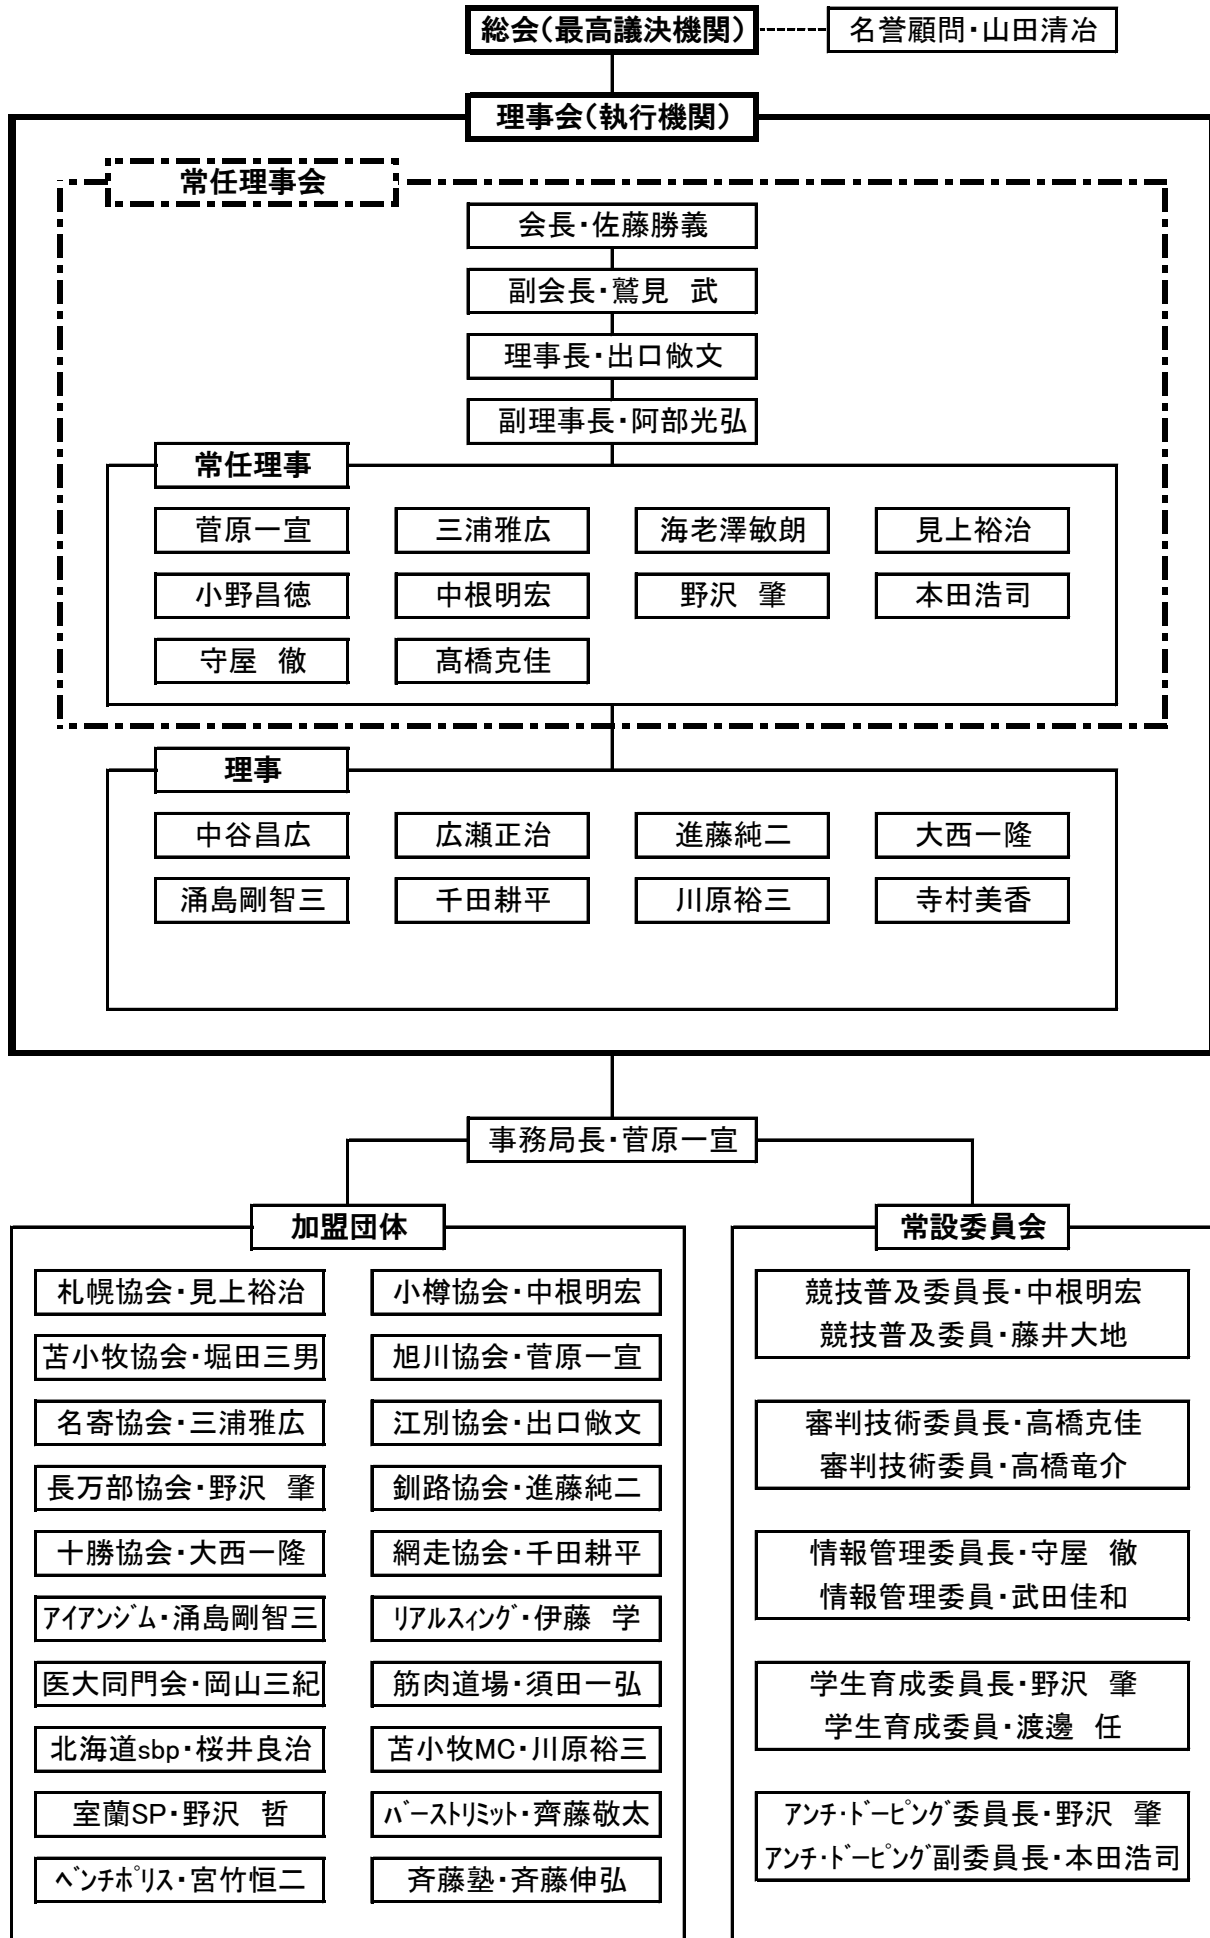 総会(最高議決機関)
名誉顧問・山田清冶
理事会(執行機関)
常任理事会
会長・佐藤勝義
副会長・鷲見　武
理事長・出口倘文
副理事長・阿部光弘
常任理事
菅原一宣
三浦雅広
海老澤敏朗
見上裕治
小野昌徳
中根明宏
野沢　肇
本田浩司
守屋　徹
髙橋克佳
理事
中谷昌広
広瀬正治
進藤純二
大西一隆
涌島剛智三
千田耕平
川原裕三
寺村美香
事務局長・菅原一宣
加盟団体
札幌協会・見上裕治
小樽協会・中根明宏
苫小牧協会・堀田三男
旭川協会・菅原一宣
名寄協会・三浦雅広
江別協会・出口倘文
長万部協会・野沢　肇
釧路協会・進藤純二
十勝協会・大西一隆
網走協会・千田耕平
ｱｲｱﾝｼﾞﾑ・涌島剛智三
ﾘｱﾙｽｨﾝｸﾞ・伊藤　学
医大同門会・岡山三紀
筋肉道場・須田一弘
北海道sbp・桜井良治
苫小牧MC・川原裕三
室蘭SP・野沢　哲
ﾊﾞｰｽﾄﾘﾐｯﾄ・齊藤敬太
ﾍﾞﾝﾁﾎﾟﾘｽ・宮竹恒二
斉藤塾・斉藤伸弘
常設委員会
競技普及委員長・中根明宏
競技普及委員・藤井大地
審判技術委員長・高橋克佳
審判技術委員・高橋竜介
情報管理委員長・守屋　徹
情報管理委員・武田佳和
学生育成委員長・野沢　肇
学生育成委員・渡邊　任
ｱﾝﾁ･ﾄﾞｰﾋﾟﾝｸﾞ委員長・野沢　肇
ｱﾝﾁ･ﾄﾞｰﾋﾟﾝｸﾞ副委員長・本田浩司